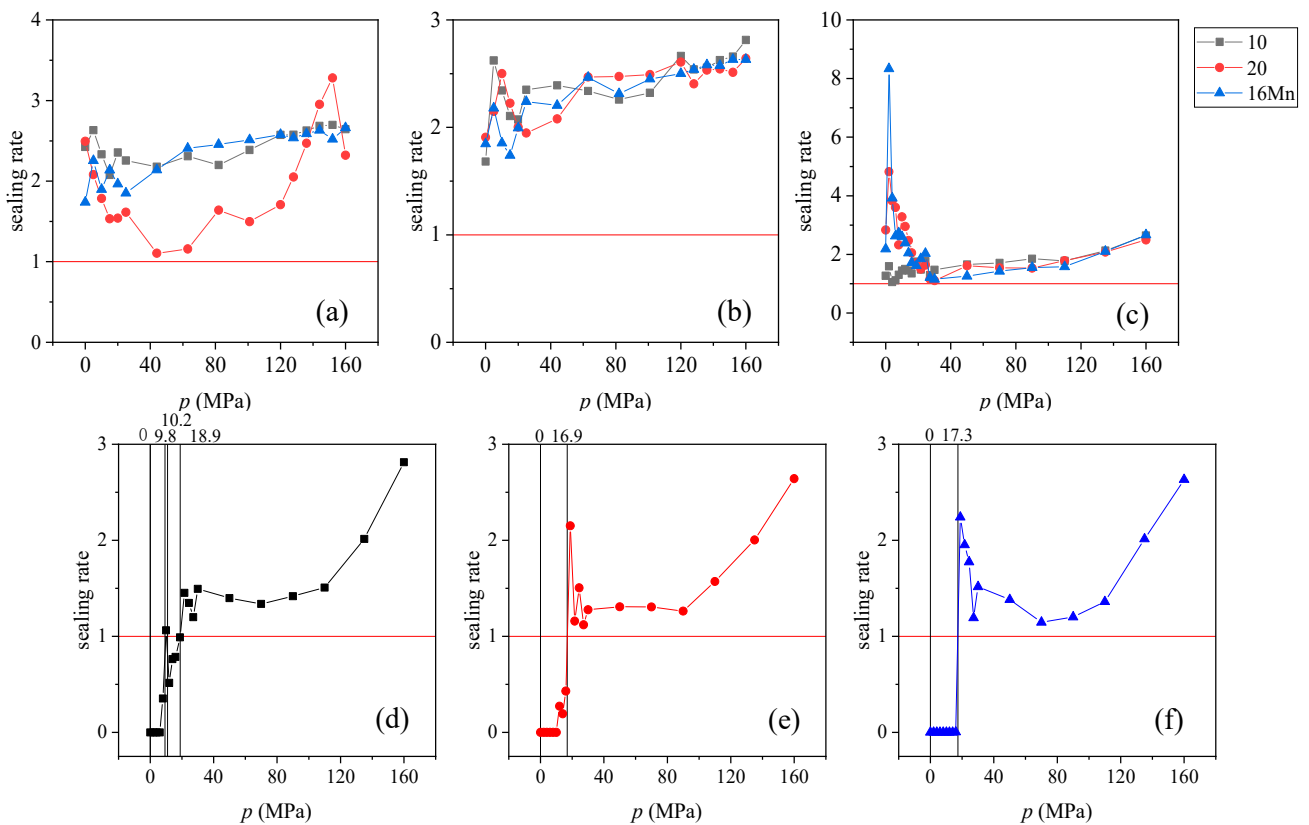 4
3
2
1
0
sealing rate
0 40 80 120 160
p (MPa)
(a)
3
2
1
0
sealing rate
0 40 80 120 160
p (MPa)
(b)
10
8
6
4
2
0
sealing rate
0 40 80 120 160
p (MPa)
(c)
10
20
16Mn
10.2
0 9.8 18.9
3
2
1
0
sealing rate
0 40 80 120 160
p (MPa)
(d)
0 16.9
3
2
1
0
sealing rate
0 40 80 120 160
p (MPa)
(e)
0 17.3
3
2
1
0
sealing rate
0 40 80 120 160
p (MPa)
(f)